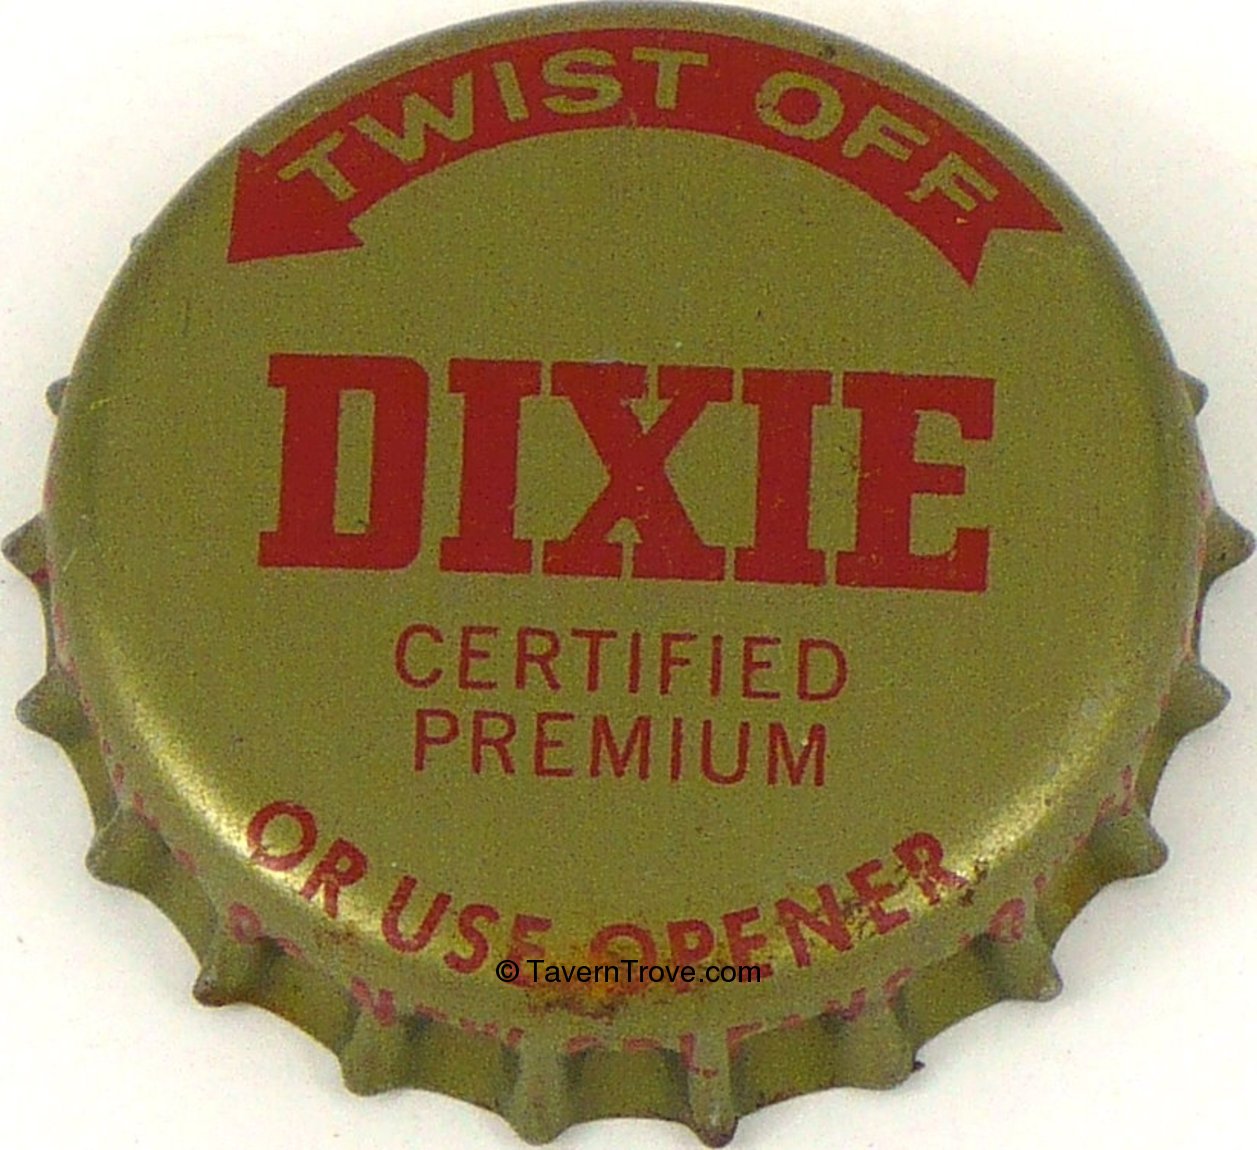 TWIST OFF
DIXIE
CERTIFIED
PREMIUM
OR USE OPENER
© TavernTrove.com